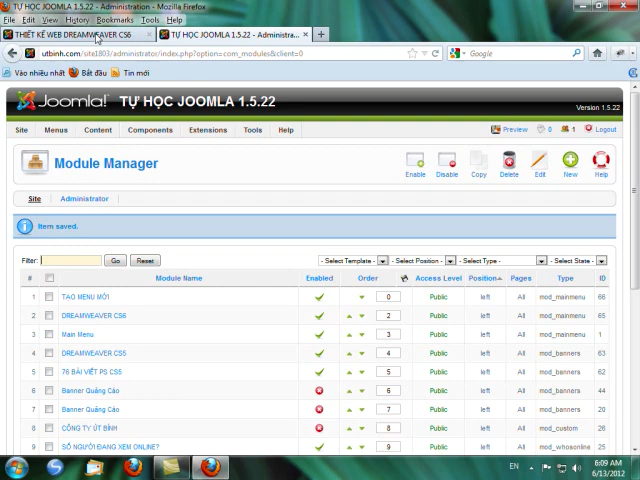 TỰ HỌC JOOMLA 1.5.22 - Administration - Mozilla Firefox
File Edit View History Bookmarks Tools Help
THIẾT KẾ WEB DREAMWEAVER CS6
TỰ HỌC JOOMLA 1.5.22 - Administra...
utbinh.com/site1803/administrator/index.php?option=com_modules&client=0
Google
Vào nhiều nhất Bắt đầu Tin mới
Joomla! TỰ HỌC JOOMLA 1.5.22
Version 1.5.22
Site Menus Content Components Extensions Tools Help
Preview 0 1 Logout
Module Manager
Enable Disable Copy Delete Edit New Help
Site Administrator
Item saved.
Filter: Go Reset - Select Template - - Select Position - - Select Type - - Select State -
# Module Name Enabled Order Access Level Position Pages Type ID
1 TẠO MENU MỚI 0 Public left All mod_mainmenu 66
2 DREAMWEAVER CS6 2 Public left All mod_mainmenu 65
3 Main Menu 3 Public left All mod_mainmenu 1
4 DREAMWEAVER CS5 4 Public left All mod_banners 63
5 76 BÀI VIẾT PS CS5 5 Public left All mod_banners 62
6 Banner Quảng Cáo 6 Public left All mod_banners 44
7 Banner Quảng Cáo 7 Public left All mod_banners 20
8 CÔNG TY ÚT BÌNH 8 Public left All mod_custom 26
9 SỐ NGƯỜI ĐANG XEM ONLINE? 9 Public left All mod_whosonline 25
EN
6:09 AM
6/13/2012